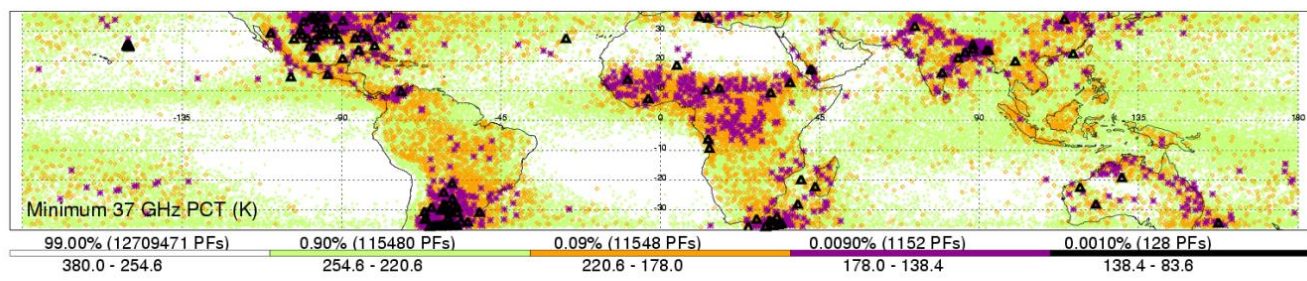 30
20
-135 -90 -45 0 45 90 135 180
-10
-20
-30
Minimum 37 GHz PCT (K)
99.00% (12709471 PFs) 0.90% (115480 PFs) 0.09% (11548 PFs) 0.0090% (1152 PFs) 0.0010% (128 PFs)
380.0 - 254.6 254.6 - 220.6 220.6 - 178.0 178.0 - 138.4 138.4 - 83.6